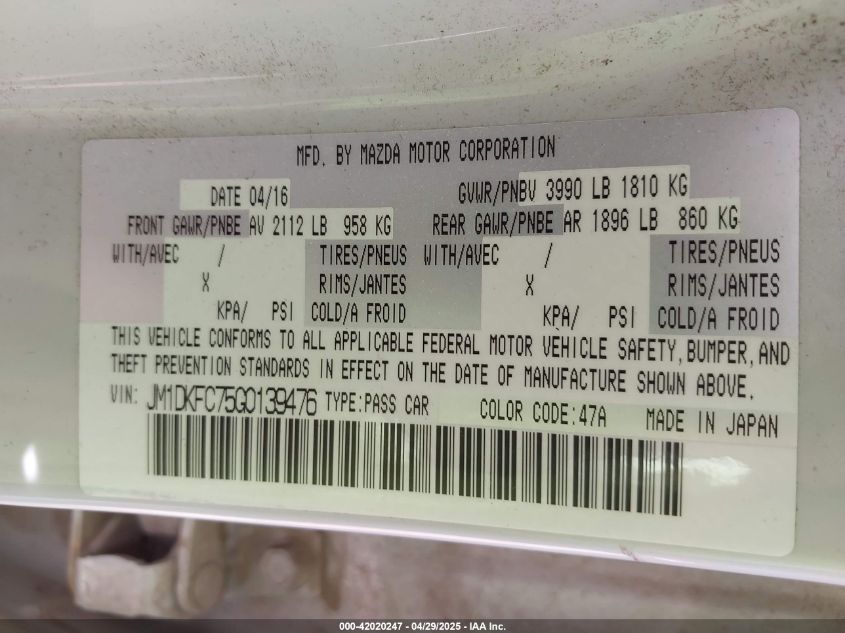 MFD. BY MAZDA MOTOR CORPORATION
DATE 04/16 GVWR/PNBV 3990 LB 1810 KG
FRONT GAWR/PNBE AV 2112 LB 958 KG REAR GAWR/PNBE AR 1896 LB 860 KG
WITH/AVEC / TIRES/PNEUS WITH/AVEC / TIRES/PNEUS
X RIMS/JANTES X RIMS/JANTES
KPA/ PSI COLD/A FROID KPA/ PSI COLD/A FROID
THIS VEHICLE CONFORMS TO ALL APPLICABLE FEDERAL MOTOR VEHICLE SAFETY, BUMPER, AND
THEFT PREVENTION STANDARDS IN EFFECT ON THE DATE OF MANUFACTURE SHOWN ABOVE.
VIN: JM1DKFC75G0139476 TYPE:PASS CAR COLOR CODE:47A MADE IN JAPAN
000-42020247 - 04/29/2025 - IAA Inc.